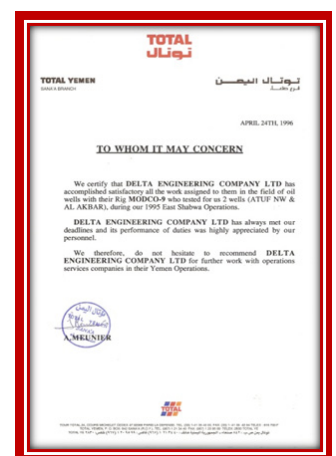 TOTAL
توتال
TOTAL YEMEN
توتال اليمن
SANA'A BRANCH
فرع صنعاء
APRIL 24TH, 1996
TO WHOM IT MAY CONCERN
We certify that DELTA ENGINEERING COMPANY LTD has
accomplished satisfactory all the work assigned to them in the field of oil
wells with their Rig MODCO-9 who tested for us 2 wells (ATUF NW &
AL AKBAR), during our 1995 East Shabwa Operations.
DELTA ENGINEERING COMPANY LTD has always met our
deadlines and its performance of duties was highly appreciated by our
personnel.
We therefore, do not hesitate to recommend DELTA
ENGINEERING COMPANY LTD for further work with operations
services companies in their Yemen Operations.
A.MEUNIER
TOTAL